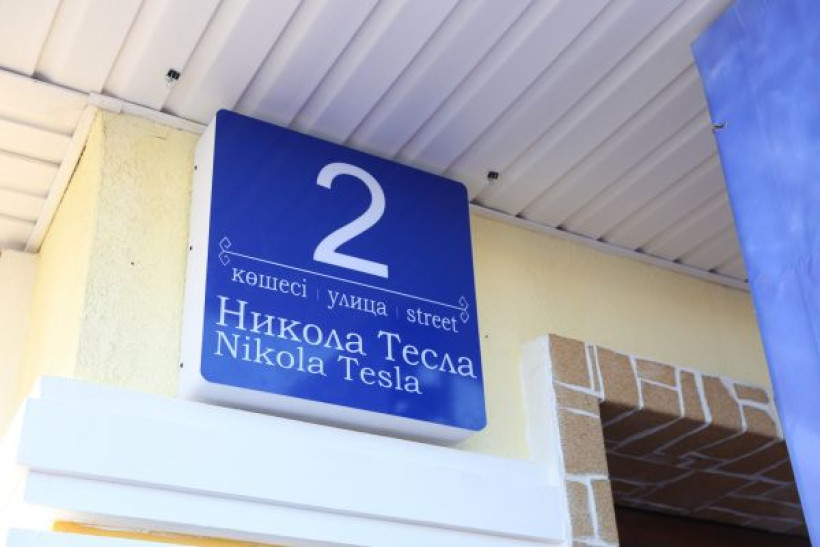 2
көшесі | улица | street
Никола Тесла
Nikola Tesla